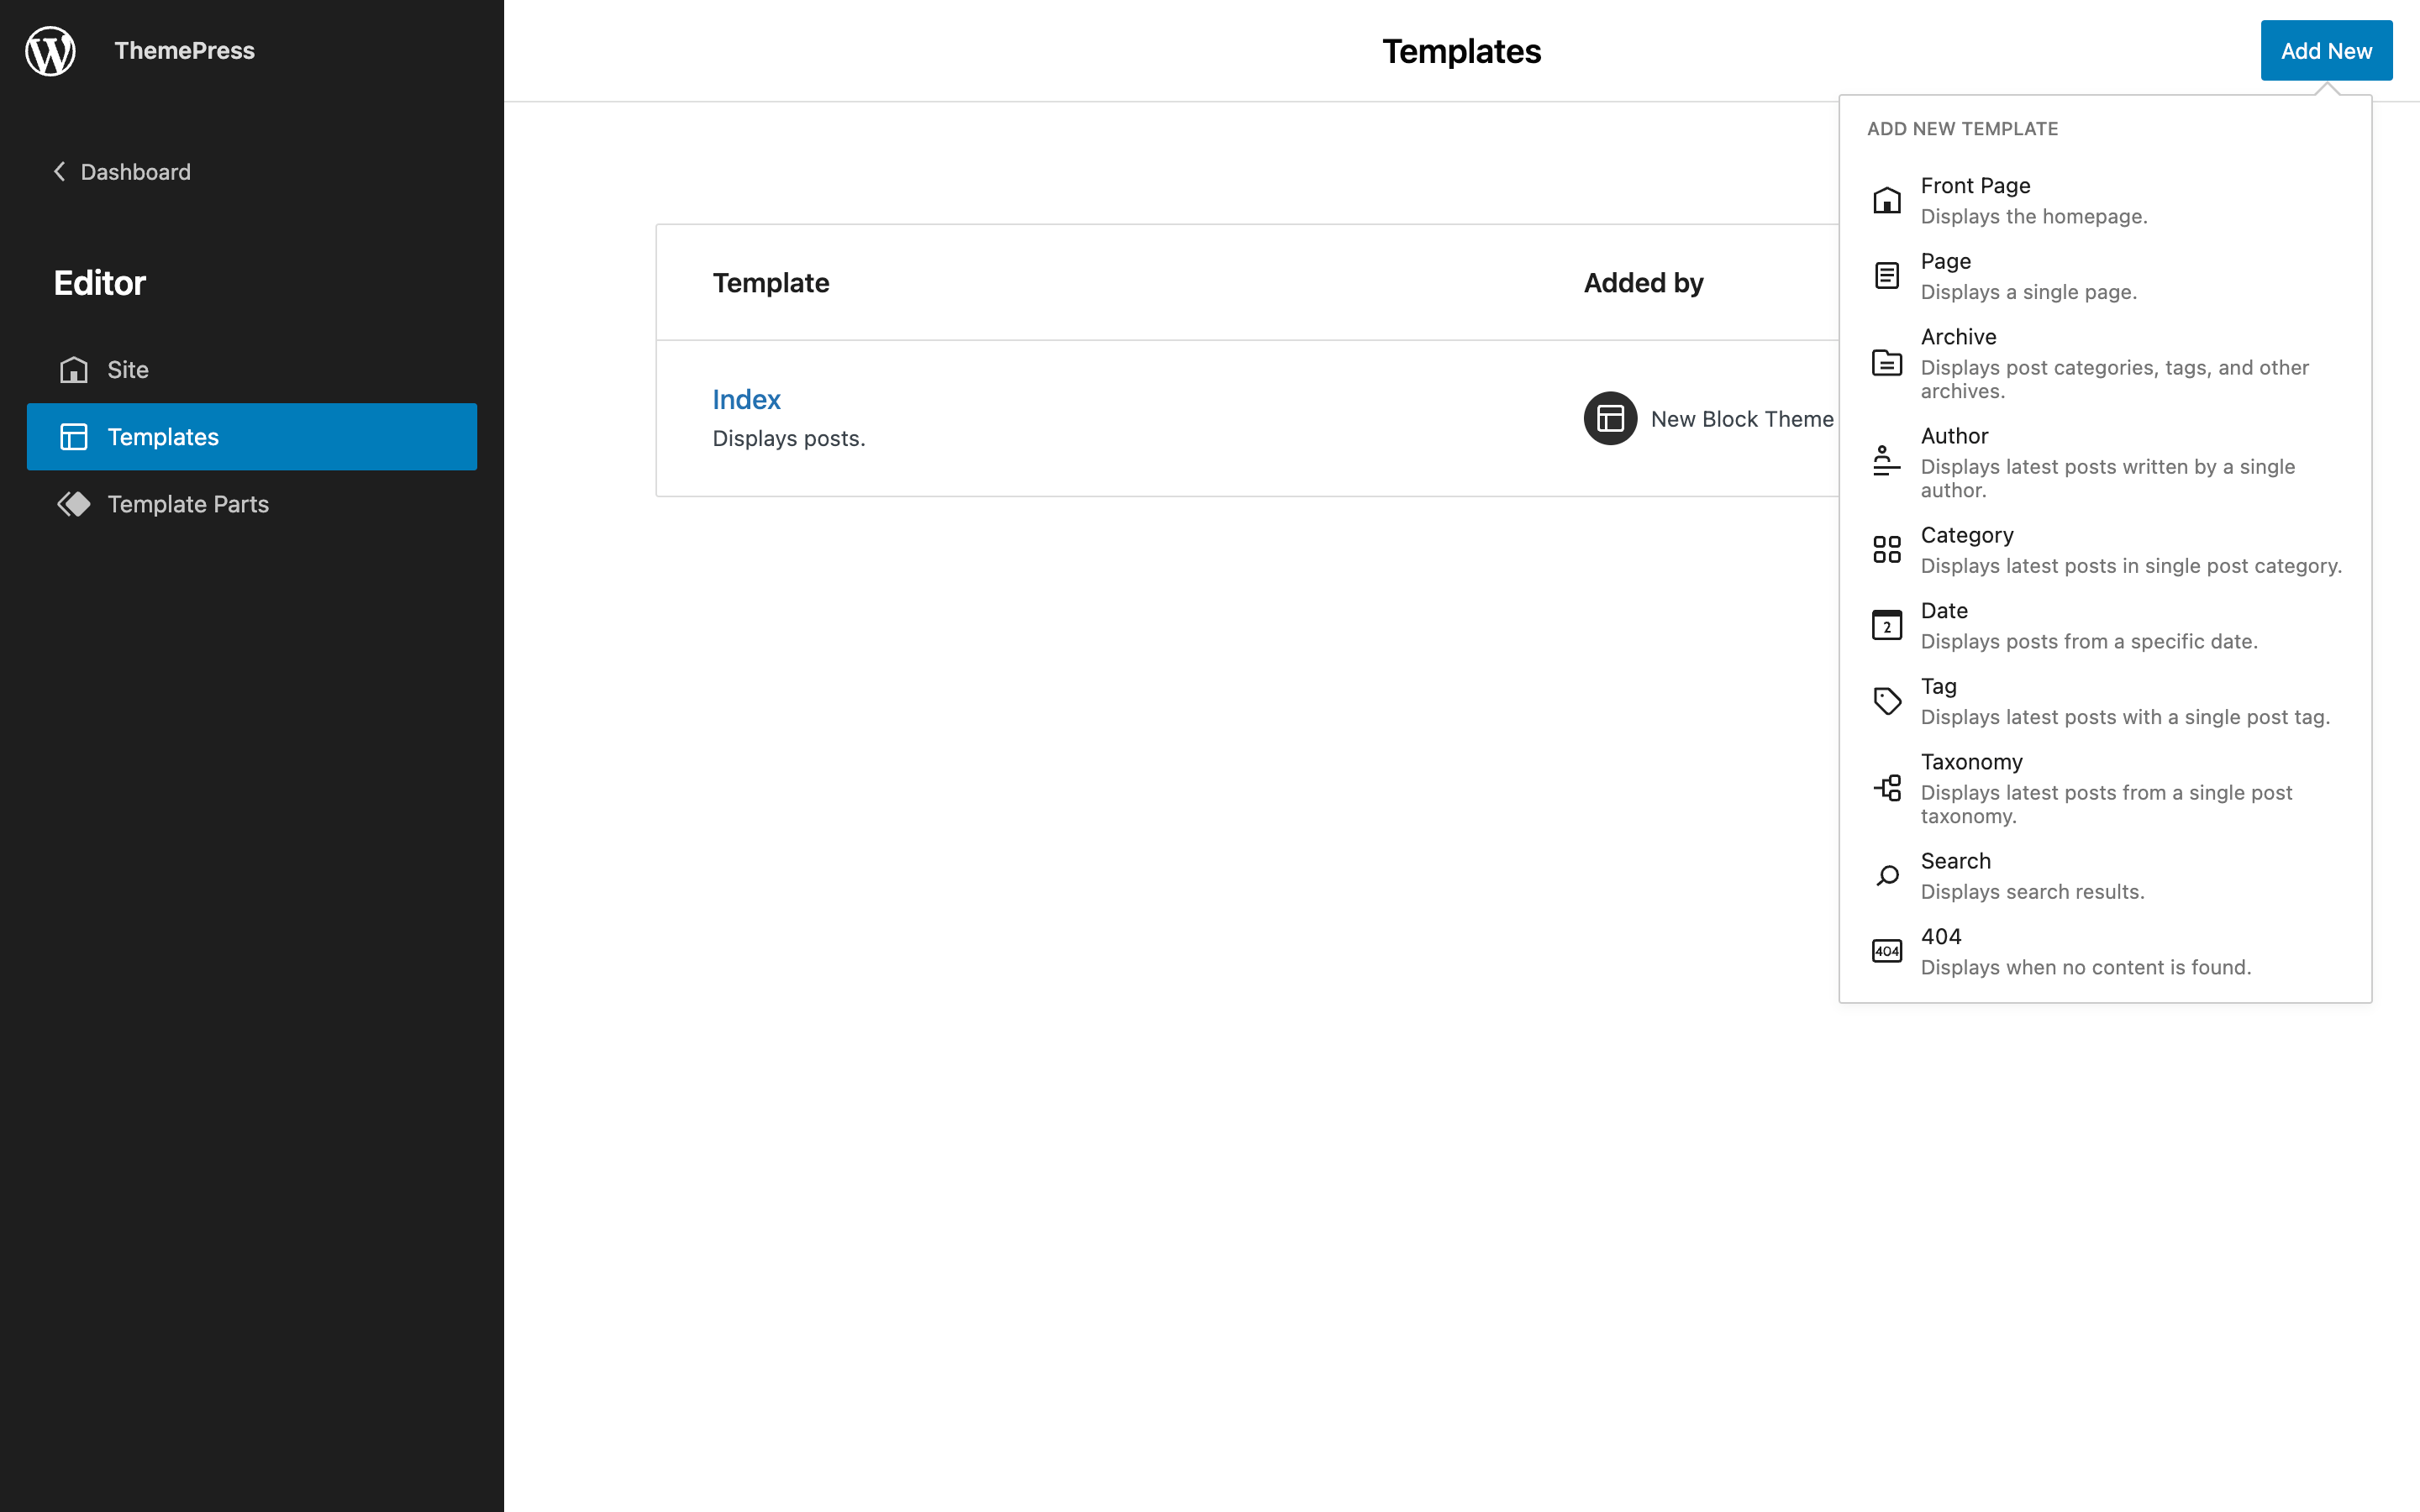 ThemePress
Dashboard
Editor
Site
Templates
Template Parts
Templates
Add New
Template
Added by
Index
Displays posts.
New Block Theme
ADD NEW TEMPLATE
Front Page
Displays the homepage.
Page
Displays a single page.
Archive
Displays post categories, tags, and other
archives.
Author
Displays latest posts written by a single
author.
Category
Displays latest posts in single post category.
2
Date
Displays posts from a specific date.
Tag
Displays latest posts with a single post tag.
Taxonomy
Displays latest posts from a single post
taxonomy.
Search
Displays search results.
404
404
Displays when no content is found.